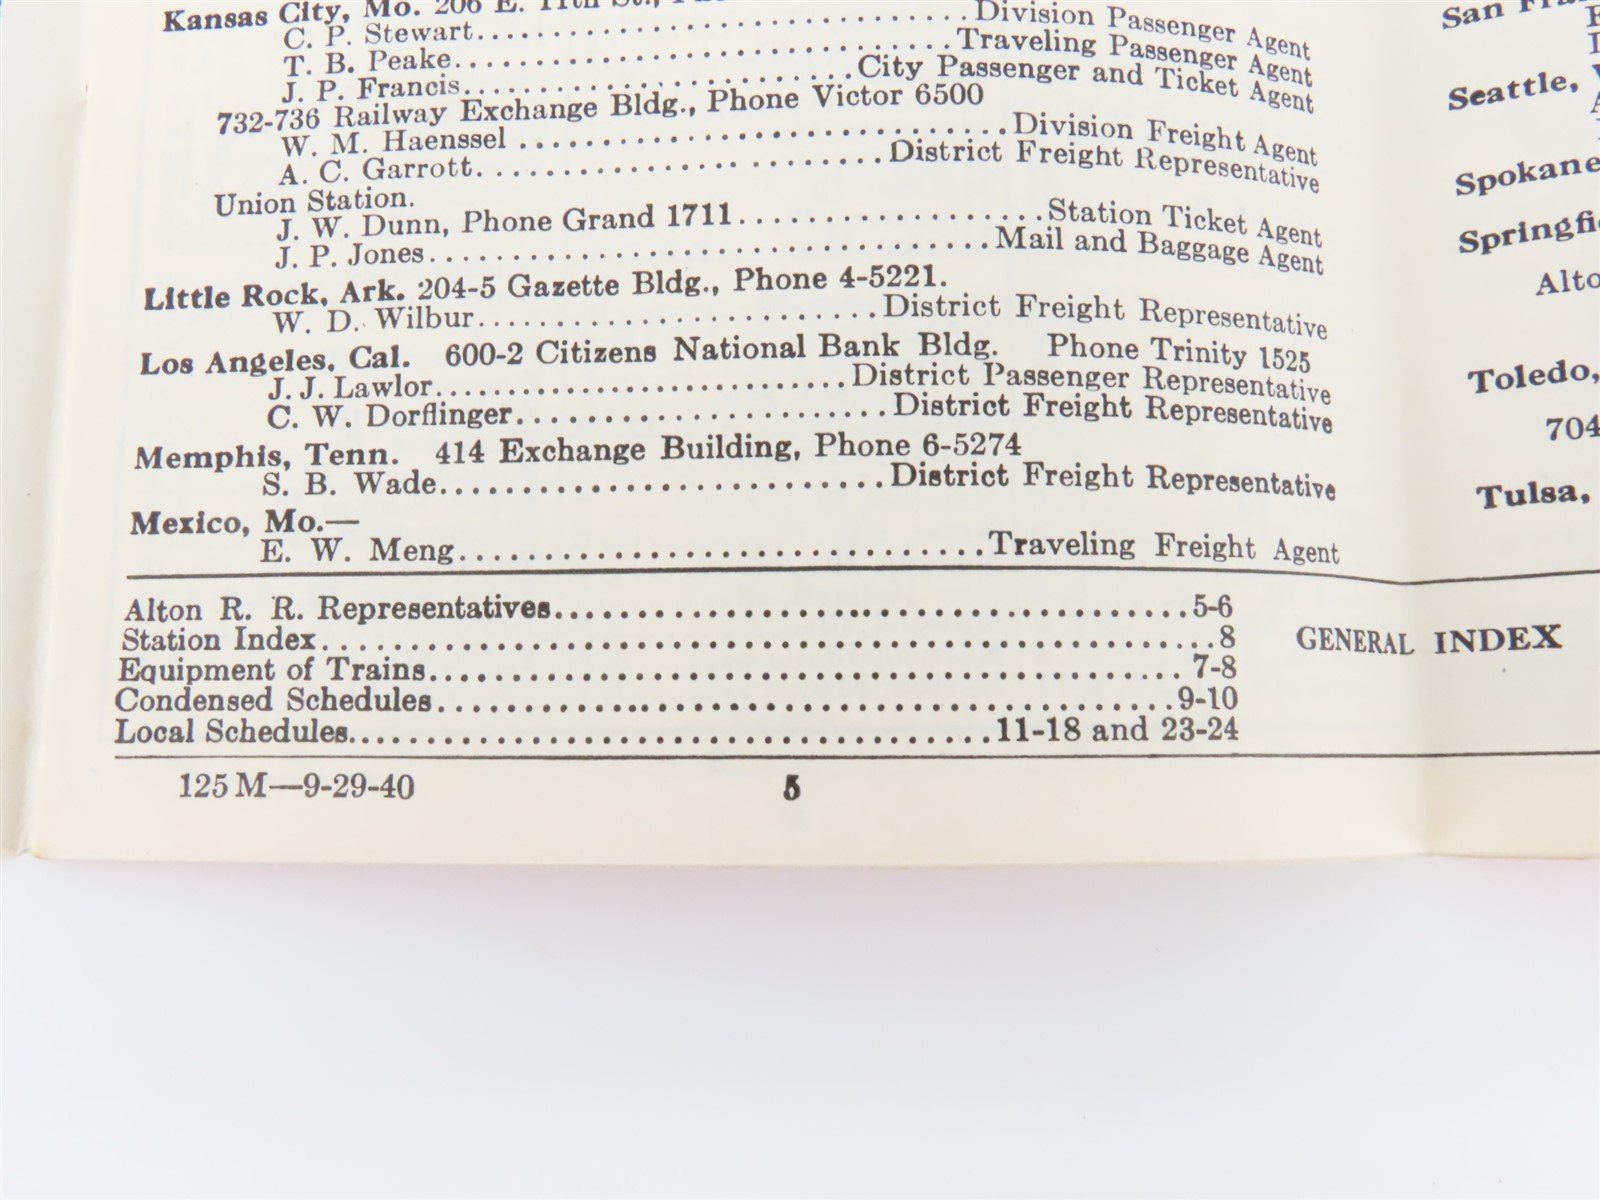 Kansas City, Mo. 206 E. 11th St.,
C. P. Stewart..............................Division Passenger Agent
T. B. Peake..............................Traveling Passenger Agent
J. P. Francis.......................City Passenger and Ticket Agent
732-736 Railway Exchange Bldg., Phone Victor 6500
W. M. Haenssel ............................Division Freight Agent
A. C. Garrott.....................District Freight Representative
Union Station.
J. W. Dunn, Phone Grand 1711..................Station Ticket Agent
J. P. Jones..............................Mail and Baggage Agent
Little Rock, Ark. 204-5 Gazette Bldg., Phone 4-5221.
W. D. Wilbur........................District Freight Representative
Los Angeles, Cal. 600-2 Citizens National Bank Bldg. Phone Trinity 1525
J. J. Lawlor.........................District Passenger Representative
C. W. Dorflinger......................District Freight Representative
Memphis, Tenn. 414 Exchange Building, Phone 6-5274
S. B. Wade..........................District Freight Representative
Mexico, Mo.—
E. W. Meng..............................Traveling Freight Agent
Alton R. R. Representatives....................................5-6
Station Index..................................................8
Equipment of Trains..........................................7-8
Condensed Schedules..........................................9-10
Local Schedules..................................11-18 and 23-24
125 M—9-29-40
5
San
Seattle,
Spokane
Alto
Toledo,
704
Tulsa,
GENERAL INDEX